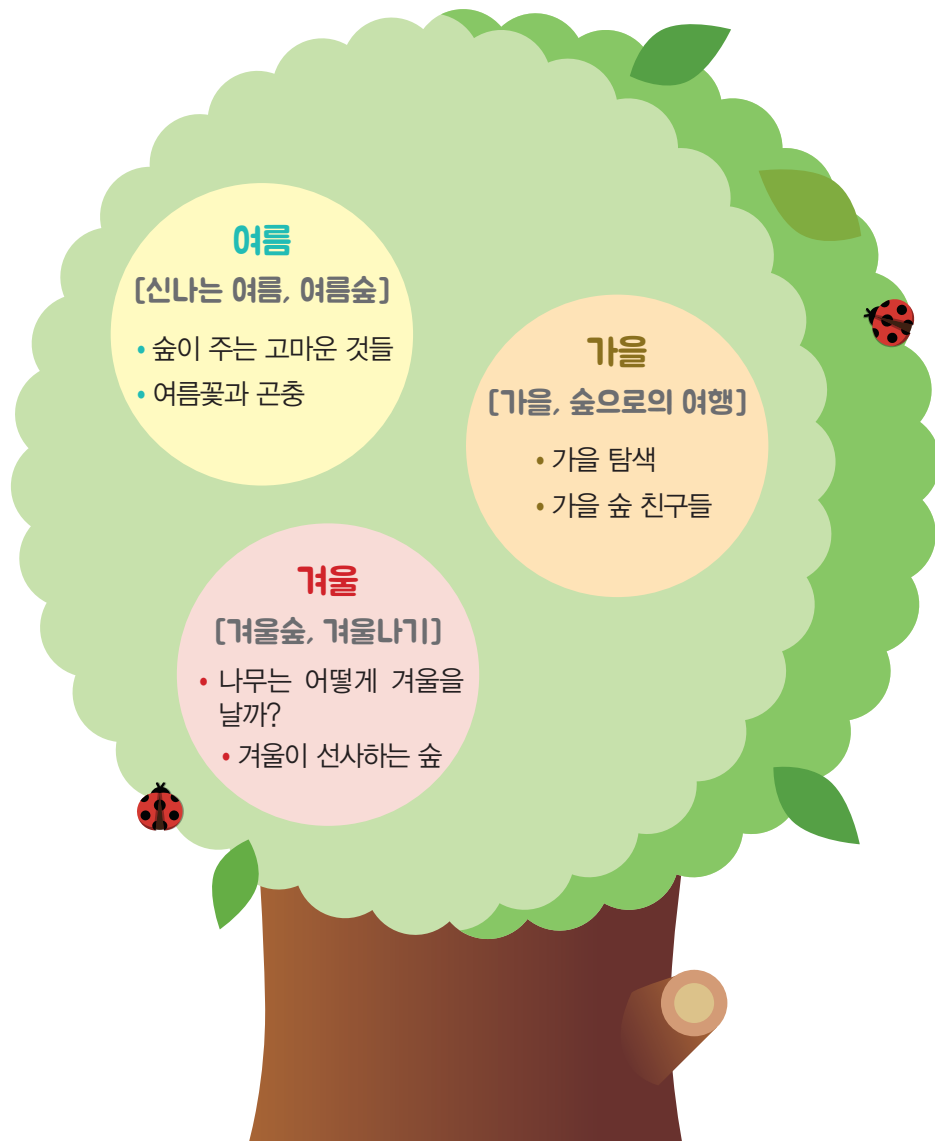 여름
[신나는 여름, 여름숲]
• 숲이 주는 고마운 것들
• 여름꽃과 곤충
가을
[가을, 숲으로의 여행]
• 가을 탐색
• 가을 숲 친구들
겨울
[겨울숲, 겨울나기]
• 나무는 어떻게 겨울을
날까?
• 겨울이 선사하는 숲